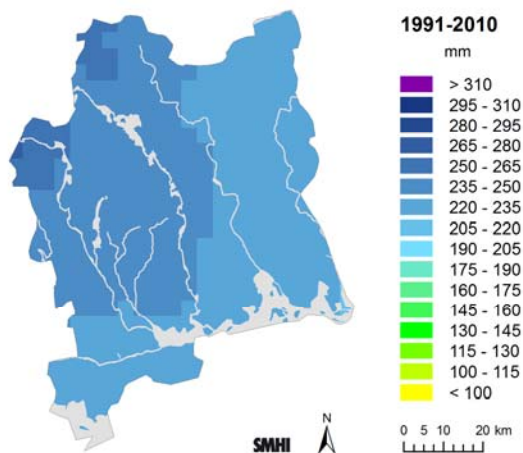 1991-2010
mm
> 310
295 - 310
280 - 295
265 - 280
250 - 265
235 - 250
220 - 235
205 - 220
190 - 205
175 - 190
160 - 175
145 - 160
130 - 145
115 - 130
100 - 115
< 100
SMHI
N
0 5 10 20 km